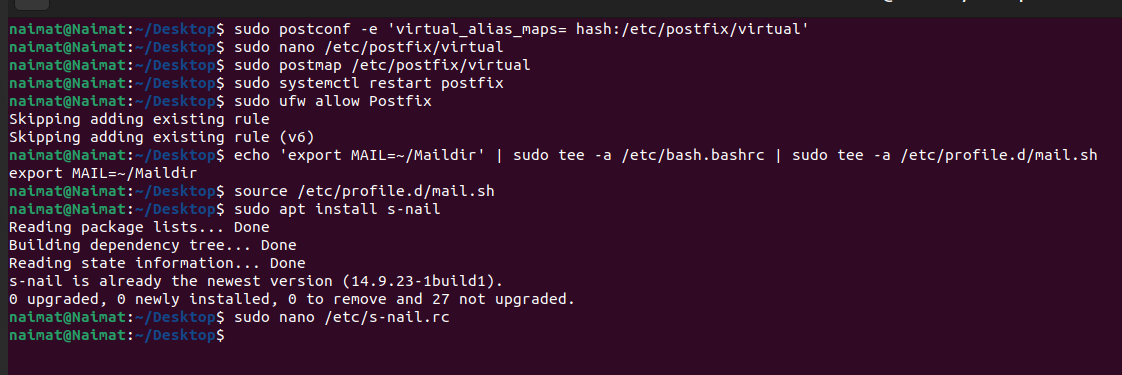 naimat@Naimat:~/Desktop$ sudo postconf -e 'virtual_alias_maps= hash:/etc/postfix/virtual'
naimat@Naimat:~/Desktop$ sudo nano /etc/postfix/virtual
naimat@Naimat:~/Desktop$ sudo postmap /etc/postfix/virtual
naimat@Naimat:~/Desktop$ sudo systemctl restart postfix
naimat@Naimat:~/Desktop$ sudo ufw allow Postfix
Skipping adding existing rule
Skipping adding existing rule (v6)
naimat@Naimat:~/Desktop$ echo 'export MAIL=~/Maildir' | sudo tee -a /etc/bash.bashrc | sudo tee -a /etc/profile.d/mail.sh
export MAIL=~/Maildir
naimat@Naimat:~/Desktop$ source /etc/profile.d/mail.sh
naimat@Naimat:~/Desktop$ sudo apt install s-nail
Reading package lists... Done
Building dependency tree... Done
Reading state information... Done
s-nail is already the newest version (14.9.23-1build1).
0 upgraded, 0 newly installed, 0 to remove and 27 not upgraded.
naimat@Naimat:~/Desktop$ sudo nano /etc/s-nail.rc
naimat@Naimat:~/Desktop$